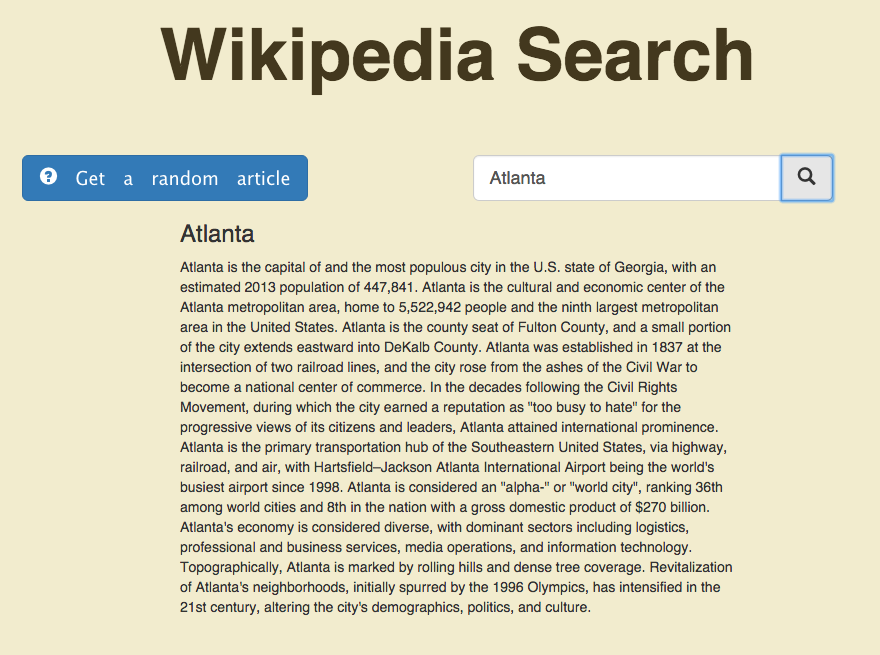 Wikipedia Search
Get a random article
Atlanta
Atlanta
Atlanta is the capital of and the most populous city in the U.S. state of Georgia, with an
estimated 2013 population of 447,841. Atlanta is the cultural and economic center of the
Atlanta metropolitan area, home to 5,522,942 people and the ninth largest metropolitan
area in the United States. Atlanta is the county seat of Fulton County, and a small portion
of the city extends eastward into DeKalb County. Atlanta was established in 1837 at the
intersection of two railroad lines, and the city rose from the ashes of the Civil War to
become a national center of commerce. In the decades following the Civil Rights
Movement, during which the city earned a reputation as "too busy to hate" for the
progressive views of its citizens and leaders, Atlanta attained international prominence.
Atlanta is the primary transportation hub of the Southeastern United States, via highway,
railroad, and air, with Hartsfield–Jackson Atlanta International Airport being the world's
busiest airport since 1998. Atlanta is considered an "alpha-" or "world city", ranking 36th
among world cities and 8th in the nation with a gross domestic product of $270 billion.
Atlanta's economy is considered diverse, with dominant sectors including logistics,
professional and business services, media operations, and information technology.
Topographically, Atlanta is marked by rolling hills and dense tree coverage. Revitalization
of Atlanta's neighborhoods, initially spurred by the 1996 Olympics, has intensified in the
21st century, altering the city's demographics, politics, and culture.